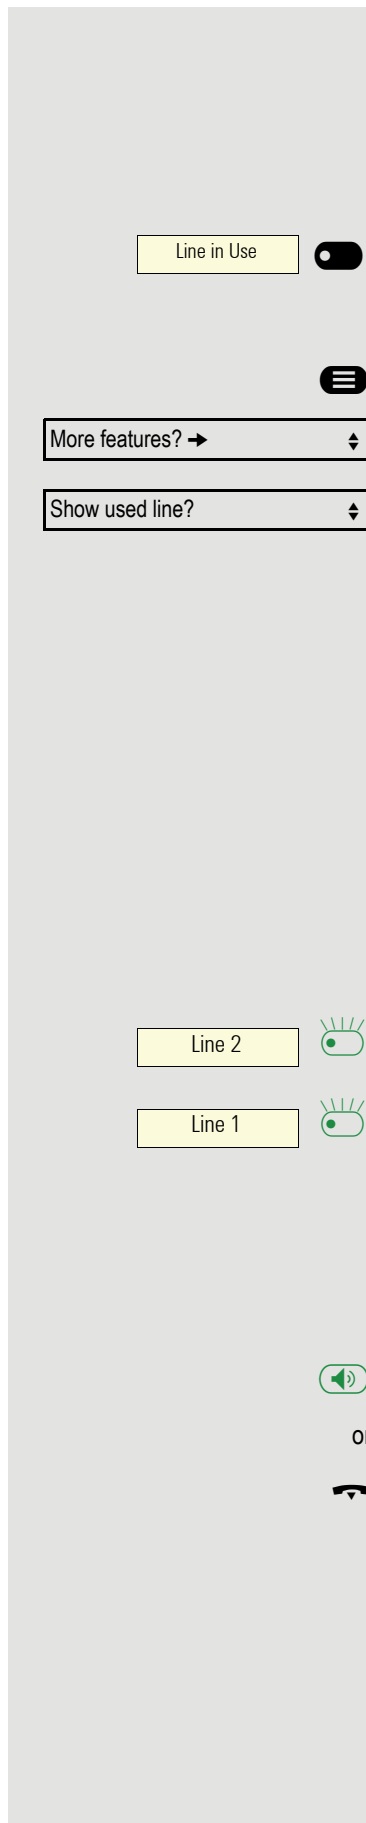 Line in Use
More features? →
Show used line?
Line 2
Line 1